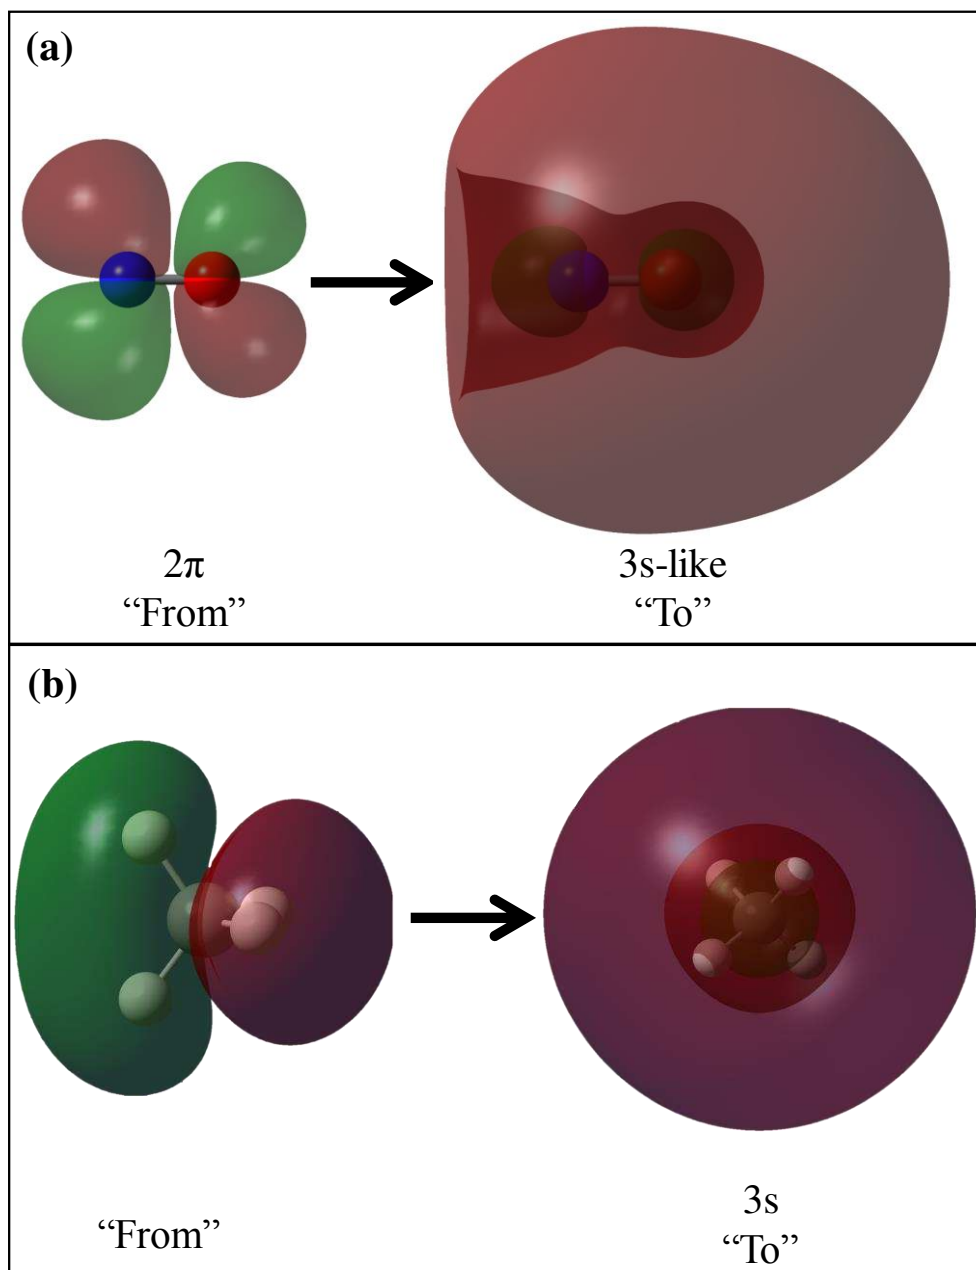 (a)
2π
“From”
3s-like
“To”
(b)
“From”
3s
“To”